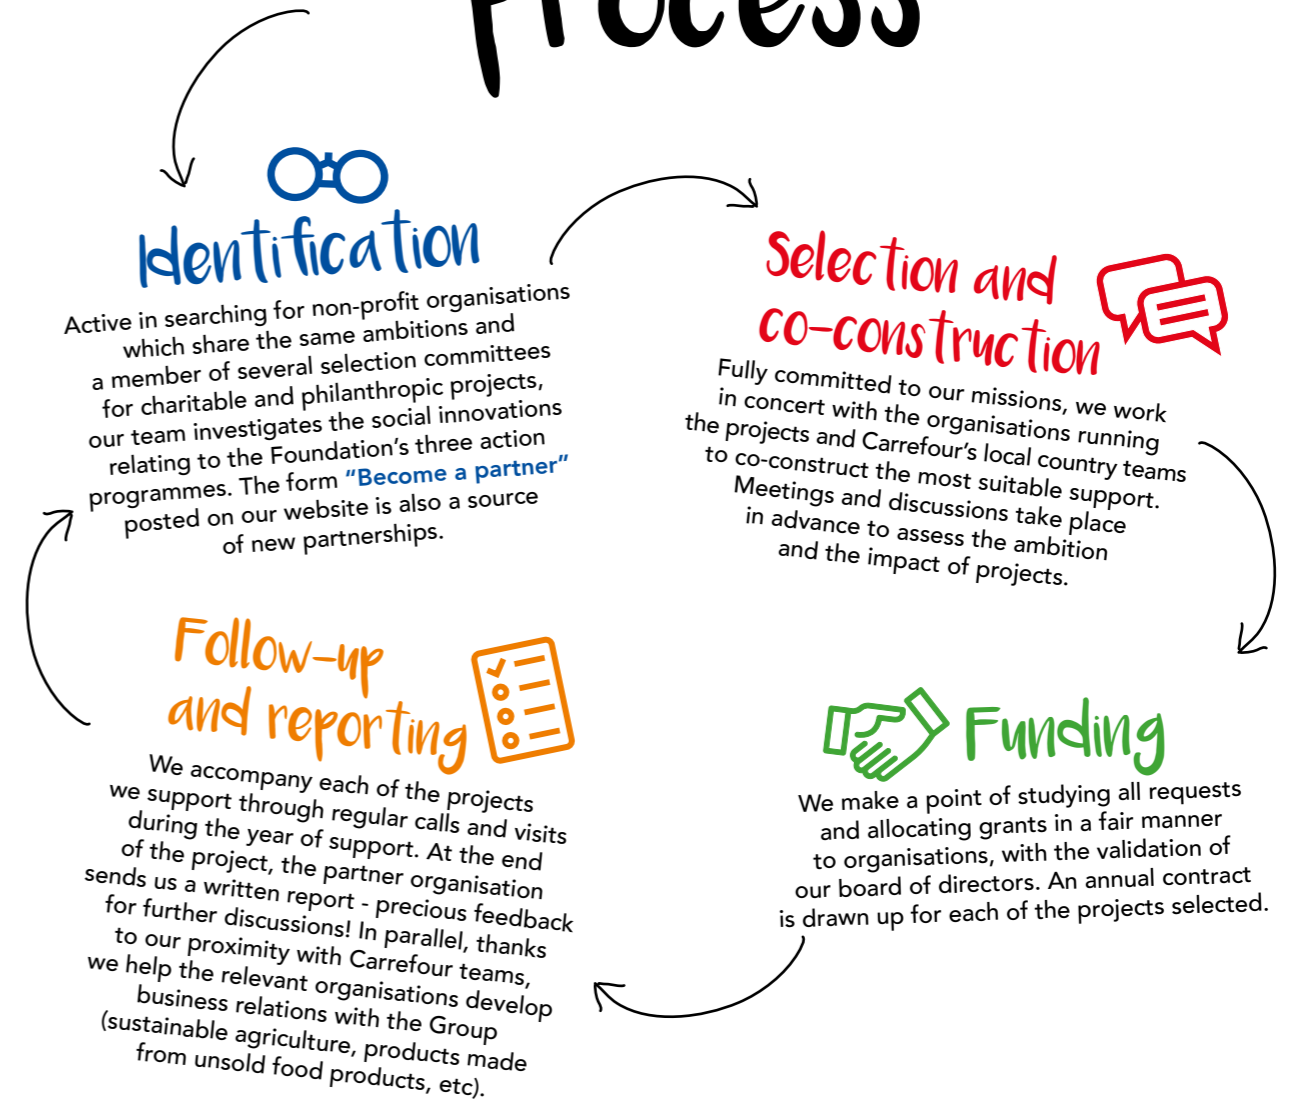 Process
Identification
Active in searching for non-profit organisations
which share the same ambitions and
a member of several selection committees
for charitable and philanthropic projects,
our team investigates the social innovations
relating to the Foundation’s three action
programmes. The form “Become a partner”
posted on our website is also a source
of new partnerships.
Selection and
co-construction
Fully committed to our missions, we work
in concert with the organisations running
the projects and Carrefour’s local country teams
to co-construct the most suitable support.
Meetings and discussions take place
in advance to assess the ambition
and the impact of projects.
Funding
We make a point of studying all requests
and allocating grants in a fair manner
to organisations, with the validation of
our board of directors. An annual contract
is drawn up for each of the projects selected.
Follow-up
and reporting
We accompany each of the projects
we support through regular calls and visits
during the year of support. At the end
of the project, the partner organisation
sends us a written report - precious feedback
for further discussions! In parallel, thanks
to our proximity with Carrefour teams,
we help the relevant organisations develop
business relations with the Group
(sustainable agriculture, products made
from unsold food products, etc).